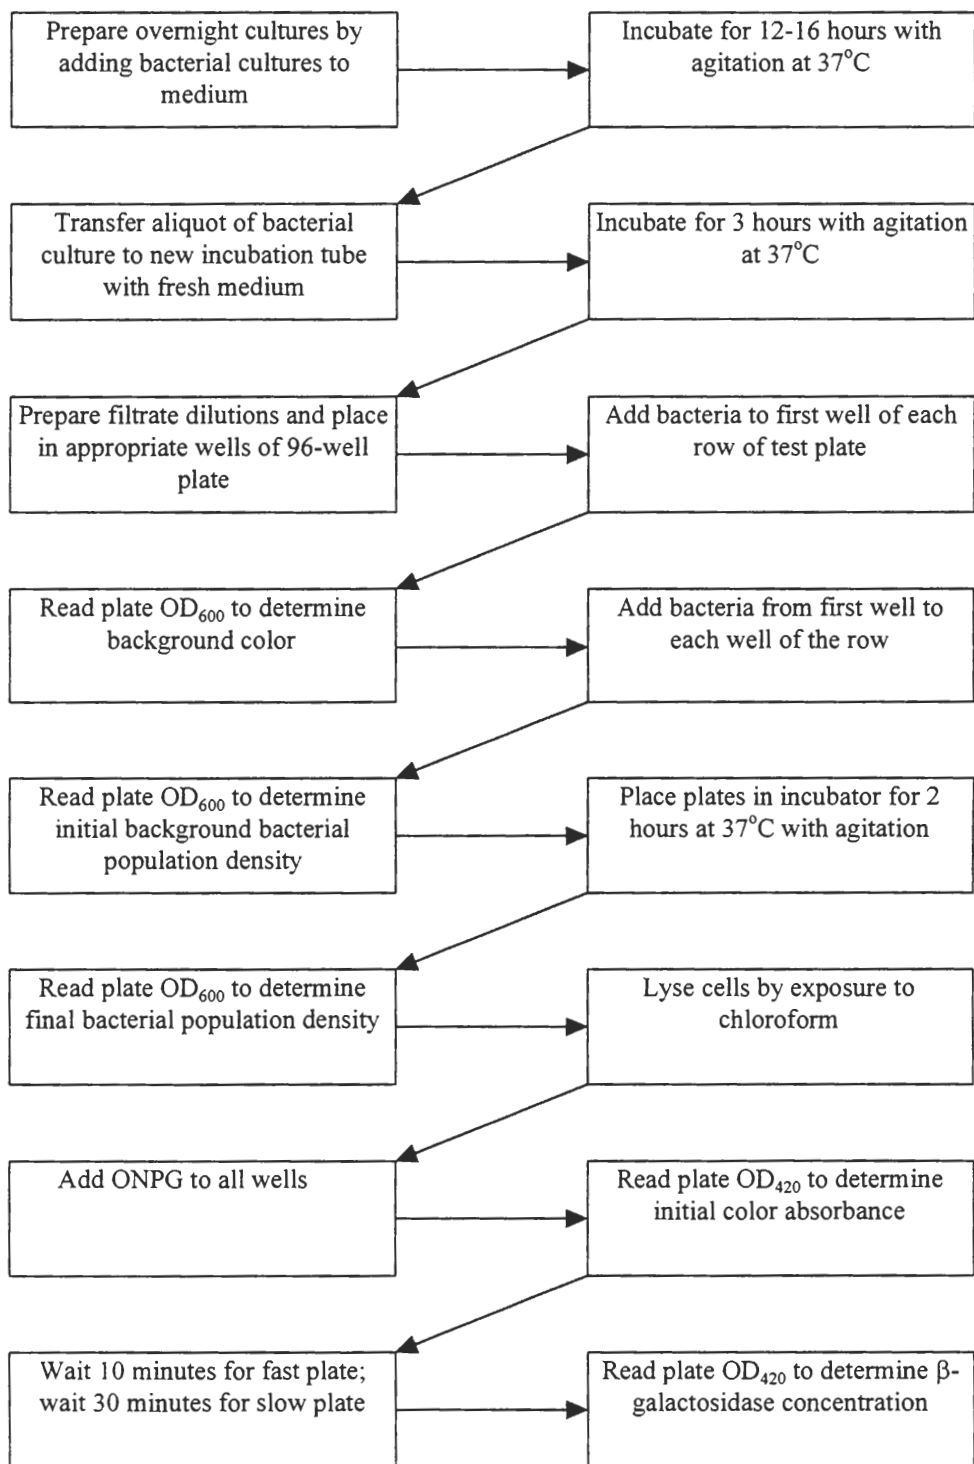 Prepare overnight cultures by
adding bacterial cultures to
medium
Incubate for 12-16 hours with
agitation at 37°C
Transfer aliquot of bacterial
culture to new incubation tube
with fresh medium
Incubate for 3 hours with agitation
at 37°C
Prepare filtrate dilutions and place
in appropriate wells of 96-well
plate
Add bacteria to first well of each
row of test plate
Read plate OD₆₀₀ to determine
background color
Add bacteria from first well to
each well of the row
Read plate OD₆₀₀ to determine
initial background bacterial
population density
Place plates in incubator for 2
hours at 37°C with agitation
Read plate OD₆₀₀ to determine
final bacterial population density
Lyse cells by exposure to
chloroform
Add ONPG to all wells
Read plate OD₄₂₀ to determine
initial color absorbance
Wait 10 minutes for fast plate;
wait 30 minutes for slow plate
Read plate OD₄₂₀ to determine β-
galactosidase concentration